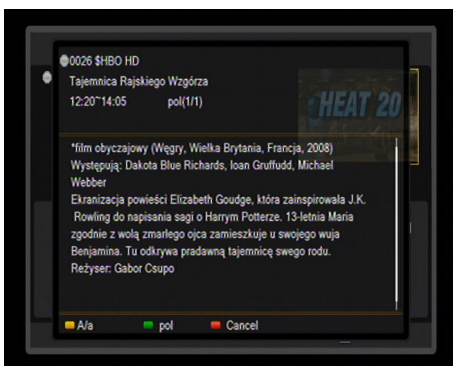 0026 $HBO HD
Tajemnica Rajskiego Wzgórza
12:20~14:05 pol(1/1)
HEAT 20
*film obyczajowy (Węgry, Wielka Brytania, Francja, 2008)
Występują: Dakota Blue Richards, Ioan Gruffudd, Michael
Webber
Ekranizacja powieści Elizabeth Goudge, która zainspirowała J.K.
Rowling do napisania sagi o Harrym Potterze. 13-letnia Maria
zgodnie z wolą zmarłego ojca zamieszkuje u swojego wuja
Benjamina. Tu odkrywa pradawną tajemnicę swego rodu.
Reżyser: Gabor Csupo
A/a pol Cancel